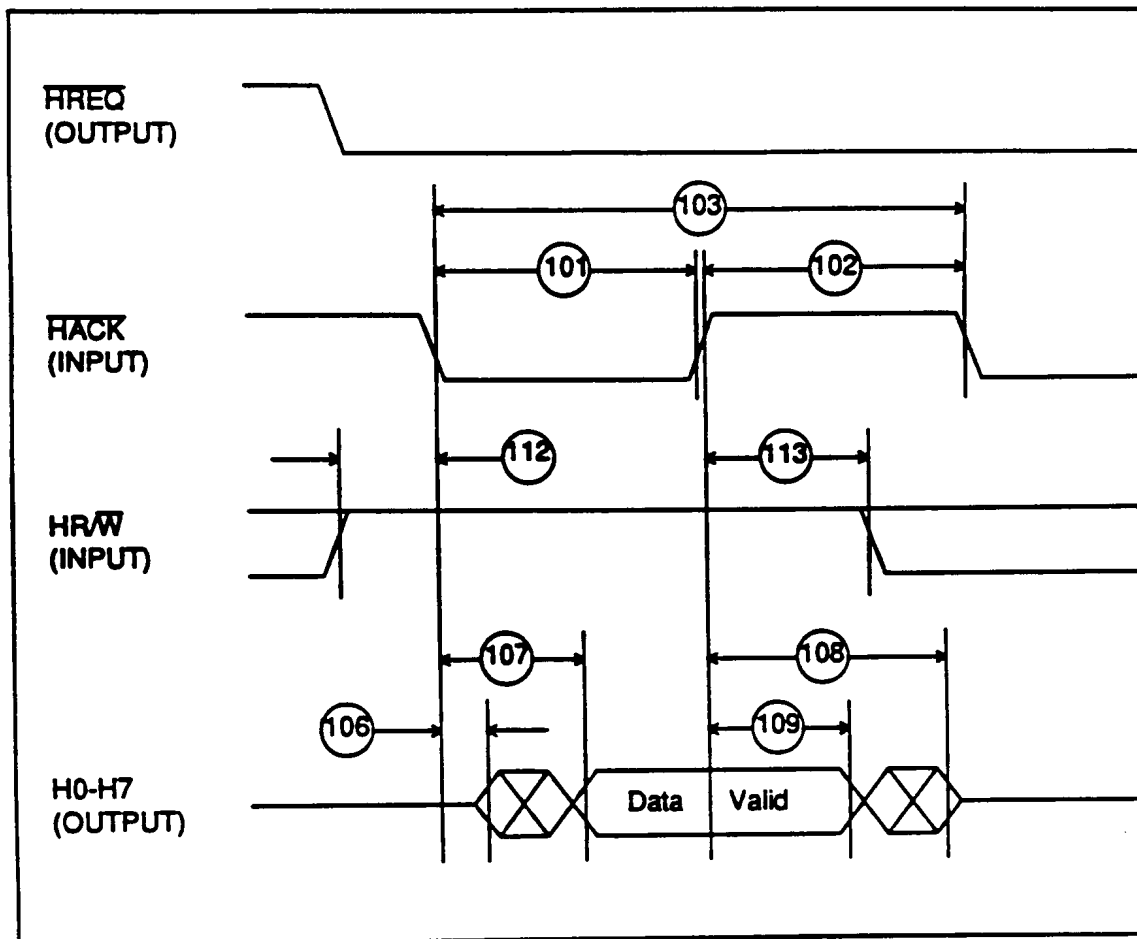 HREQ
(OUTPUT)
103
101
102
HACK
(INPUT)
112
113
HR/W
(INPUT)
107
108
106
109
H0-H7
(OUTPUT)
Data Valid